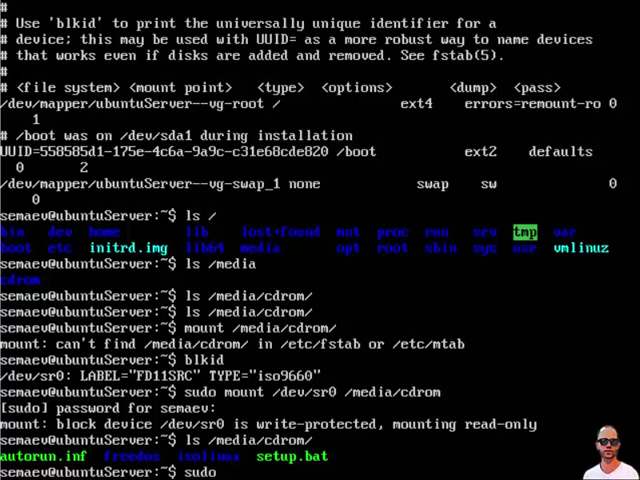 #
# Use 'blkid' to print the universally unique identifier for a
# device; this may be used with UUID= as a more robust way to name devices
# that works even if disks are added and removed. See fstab(5).
#
# <file system> <mount point>   <type>  <options>       <dump>  <pass>
/dev/mapper/ubuntuServer--vg-root /               ext4    errors=remount-ro 0
    1
# /boot was on /dev/sda1 during installation
UUID=558585d1-175e-4c6a-9a9c-c31e68cde820 /boot           ext2    defaults
  0       2
/dev/mapper/ubuntuServer--vg-swap_1 none            swap    sw              0
    0
semaev@ubuntuServer:~$ ls /
bin   dev  home        lib    lost+found  mnt  proc  run   srv  tmp  var
boot  etc  initrd.img  lib64  media       opt  root  sbin  sys  usr  vmlinuz
semaev@ubuntuServer:~$ ls /media
cdrom
semaev@ubuntuServer:~$ ls /media/cdrom/
semaev@ubuntuServer:~$ ls /media/cdrom/
semaev@ubuntuServer:~$ mount /media/cdrom/
mount: can't find /media/cdrom/ in /etc/fstab or /etc/mtab
semaev@ubuntuServer:~$ blkid
/dev/sr0: LABEL="FD11SRC" TYPE="iso9660"
semaev@ubuntuServer:~$ sudo mount /dev/sr0 /media/cdrom
[sudo] password for semaev:
mount: block device /dev/sr0 is write-protected, mounting read-only
semaev@ubuntuServer:~$ ls /media/cdrom/
autorun.inf  freedos  isolinux  setup.bat
semaev@ubuntuServer:~$ sudo